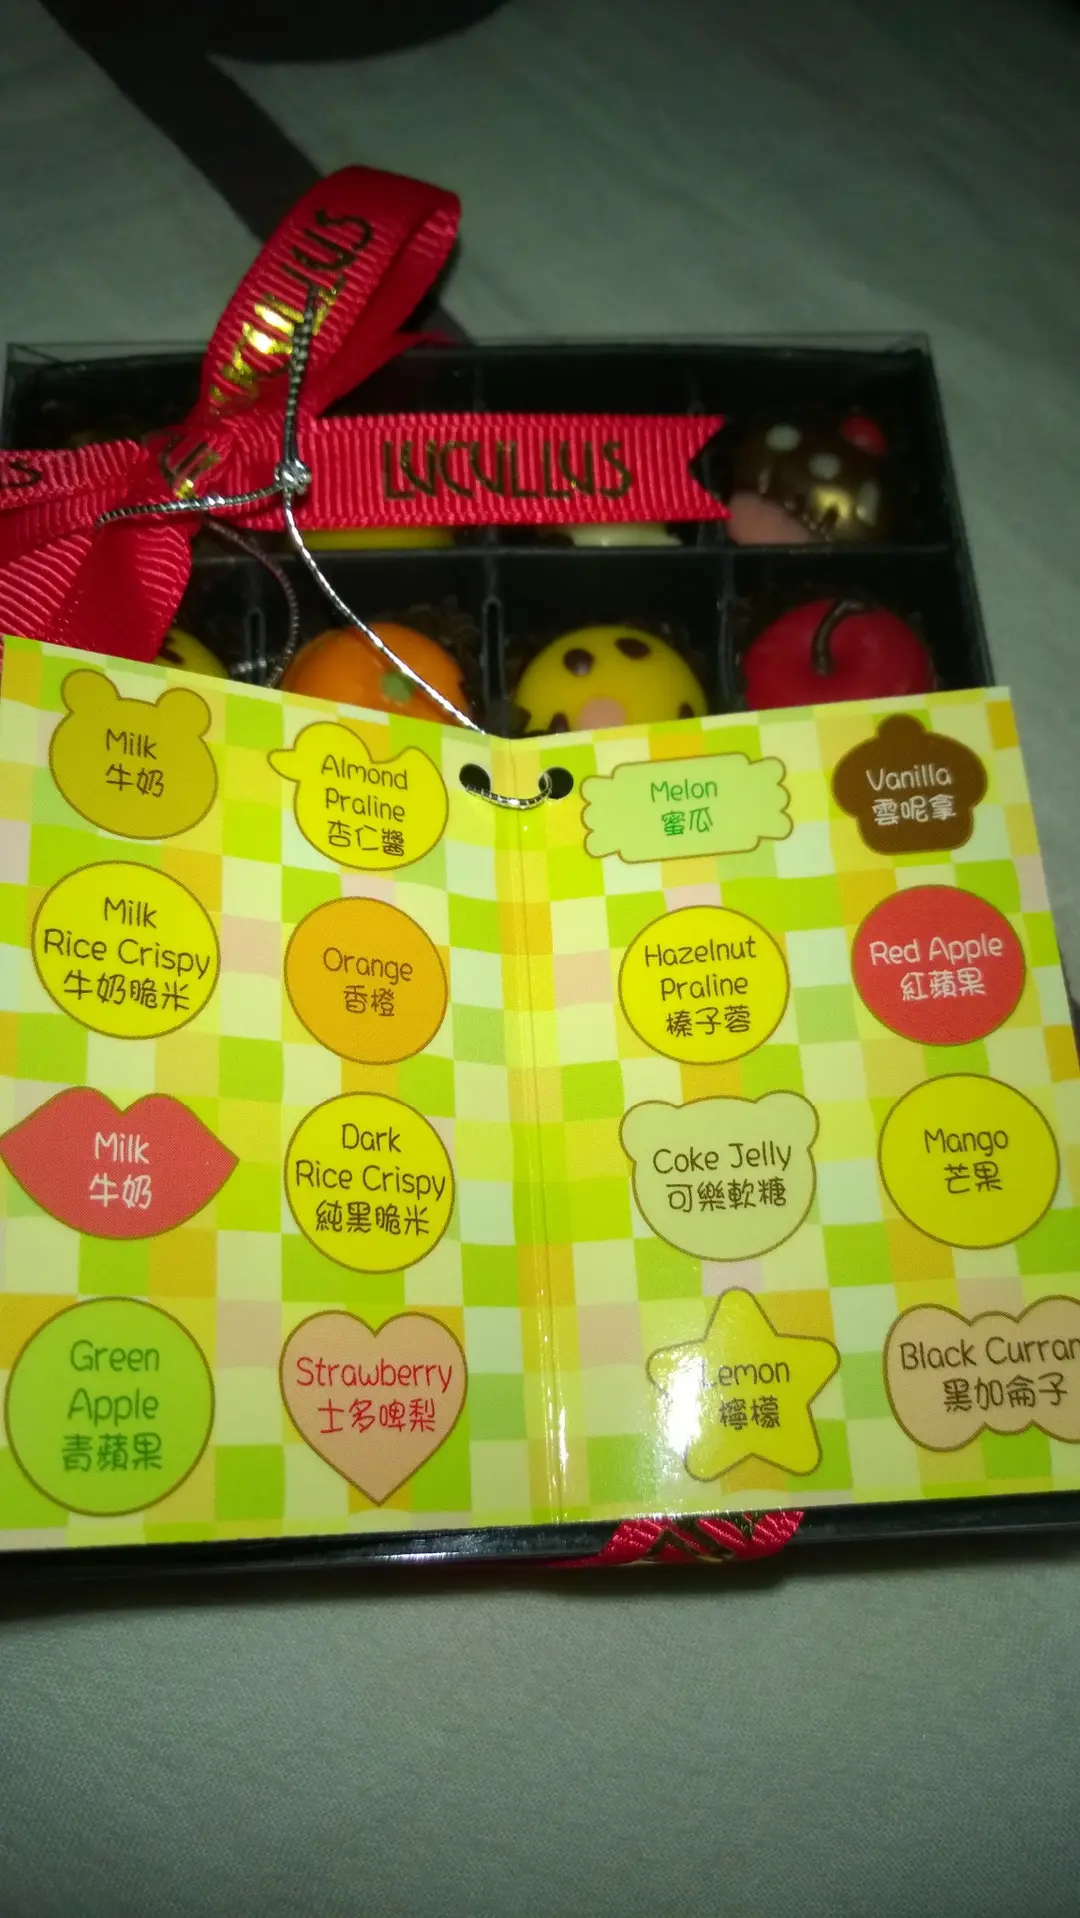 LUCULLUS
LUCULLUS
S
Milk
牛奶
Almond
Praline
杏仁醬
Melon
蜜瓜
Vanilla
雲呢拿
Milk
Rice Crispy
牛奶脆米
Orange
香橙
Hazelnut
Praline
榛子蓉
Red Apple
紅蘋果
Milk
牛奶
Dark
Rice Crispy
純黑脆米
Coke Jelly
可樂軟糖
Mango
芒果
Green
Apple
青蘋果
Strawberry
士多啤梨
Lemon
檸檬
Black Curran
黑加侖子